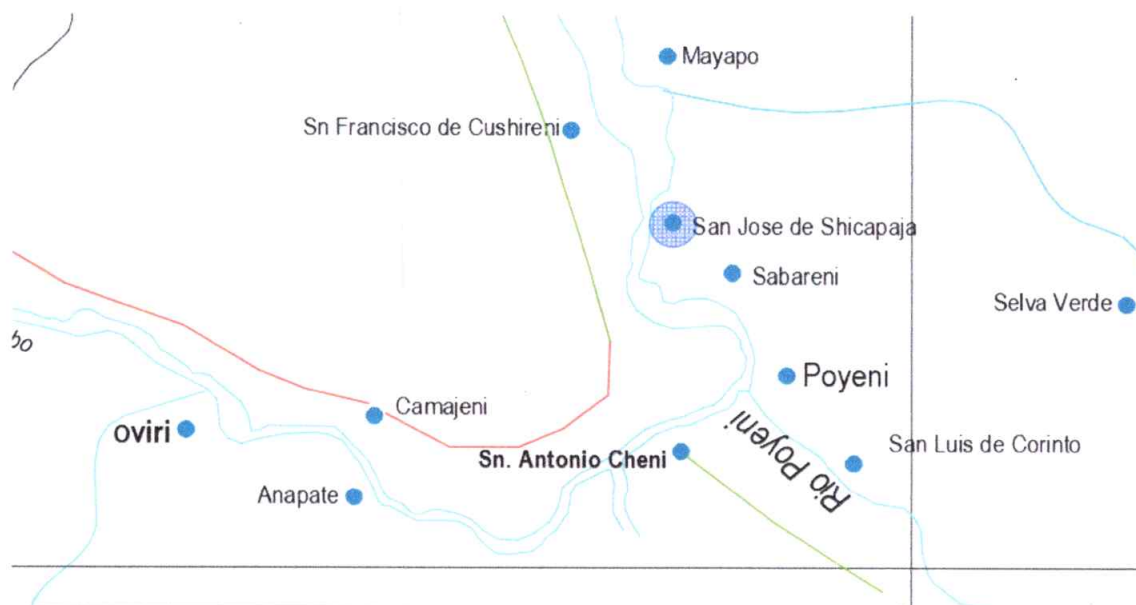 Mayapo
Sn Francisco de Cushireni
San Jose de Shicapaja
Sabareni
Selva Verde
bo
Poyeni
Camajeni
oviri
Río Poyeni
San Luis de Corinto
Sn. Antonio Cheni
Anapate